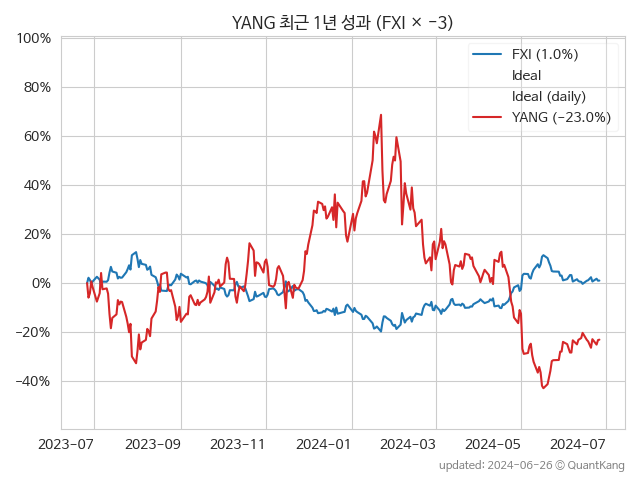 YANG 최근 1년 성과 (FXI × -3)
100%
80%
60%
40%
20%
0%
−20%
−40%
FXI (1.0%)
Ideal
Ideal (daily)
YANG (-23.0%)
2023-07
2023-09
2023-11
2024-01
2024-03
2024-05
2024-07
updated: 2024-06-26 © QuantKang